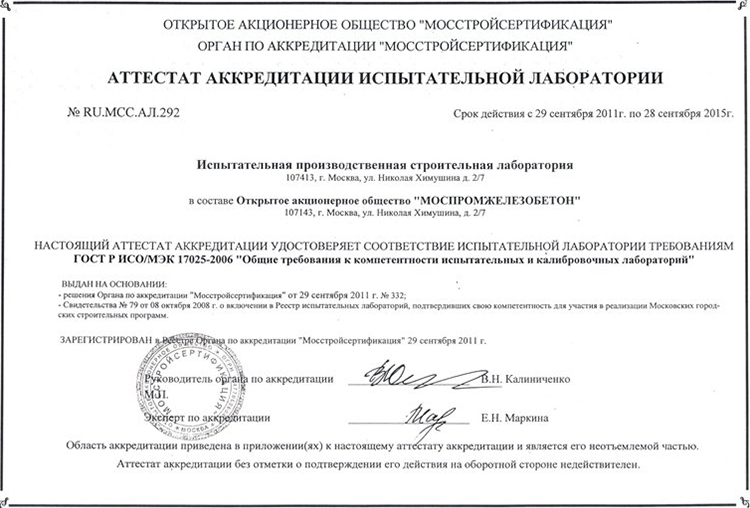 ОТКРЫТОЕ АКЦИОНЕРНОЕ ОБЩЕСТВО "МОССТРОЙСЕРТИФИКАЦИЯ"
ОРГАН ПО АККРЕДИТАЦИИ "МОССТРОЙСЕРТИФИКАЦИЯ"
АТТЕСТАТ АККРЕДИТАЦИИ ИСПЫТАТЕЛЬНОЙ ЛАБОРАТОРИИ
№ RU.МСС.АЛ.292 Срок действия с 29 сентября 2011г. по 28 сентября 2015г.
Испытательная производственная строительная лаборатория
107413, г. Москва, ул. Николая Химушина д. 2/7
в составе Открытое акционерное общество "МОСПРОМЖЕЛЕЗОБЕТОН"
107143, г. Москва, ул. Николая Химушина, д. 2/7
НАСТОЯЩИЙ АТТЕСТАТ АККРЕДИТАЦИИ УДОСТОВЕРЯЕТ СООТВЕТСТВИЕ ИСПЫТАТЕЛЬНОЙ ЛАБОРАТОРИИ ТРЕБОВАНИЯМ
ГОСТ Р ИСО/МЭК 17025-2006 "Общие требования к компетентности испытательных и калибровочных лабораторий"
ВЫДАН НА ОСНОВАНИИ:
- решения Органа по аккредитации "Мосстройсертификация" от 29 сентября 2011 г. № 332;
- Свидетельства № 79 от 08 октября 2008 г. о включении в Реестр испытательных лабораторий, подтвердивших свою компетентность для участия в реализации Московских город-
ских строительных программ.
ЗАРЕГИСТРИРОВАН в Реестре Органа по аккредитации "Мосстройсертификация" 29 сентября 2011 г.
МОССТРОЙСЕРТИФИКАЦИЯ
МОСКВА
Руководитель органа по аккредитации В.Н. Калиниченко
М.П.
Эксперт по аккредитации Е.Н. Маркина
Область аккредитации приведена в приложении(ях) к настоящему аттестату аккредитации и является его неотъемлемой частью.
Аттестат аккредитации без отметки о подтверждении его действия на оборотной стороне недействителен.